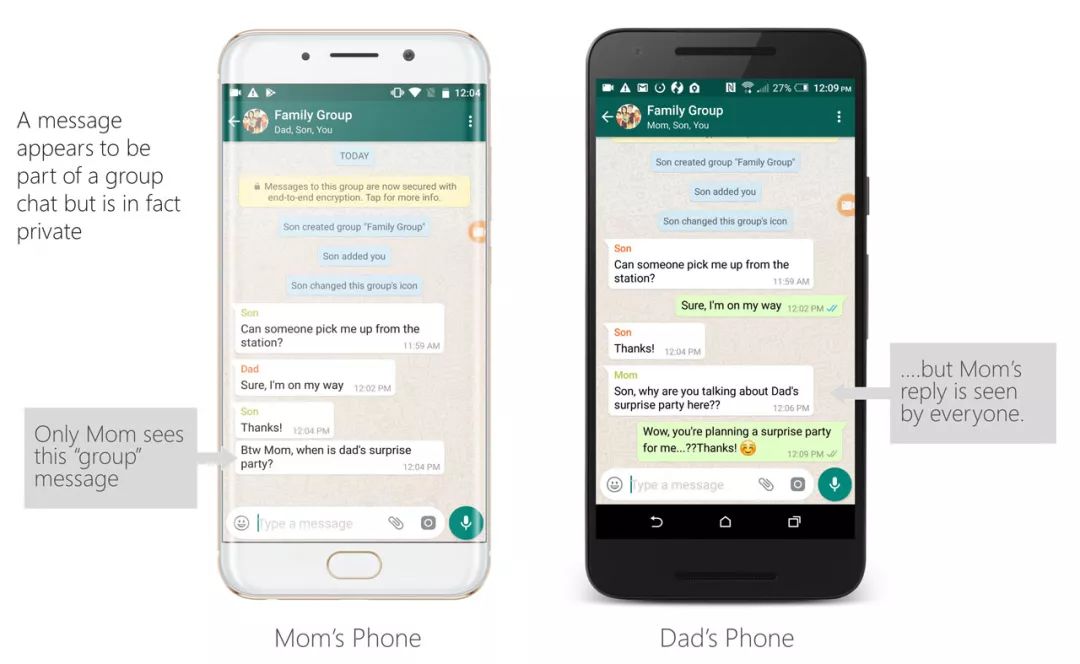 A message
appears to be
part of a group
chat but is in fact
private
12:04
Family Group
Dad, Son, You
TODAY
Messages to this group are now secured with
end-to-end encryption. Tap for more info.
Son created group "Family Group"
Son added you
Son changed this group's icon
Son
Can someone pick me up from the
station?
11:59 AM
Dad
Sure, I'm on my way 12:02 PM
Son
Thanks! 12:04 PM
Btw Mom, when is dad's surprise
party? 12:04 PM
Type a message
Only Mom sees
this “group”
message
Mom's Phone
27% 12:09 PM
Family Group
Mom, Son, You
Son created group "Family Group"
Son added you
Son changed this group's icon
Son
Can someone pick me up from the
station?
11:59 AM
Sure, I'm on my way 12:02 PM
Son
Thanks! 12:04 PM
Mom
Son, why are you talking about Dad's
surprise party here??
12:06 PM
Wow, you're planning a surprise party
for me...??Thanks! ☺️
12:09 PM
Type a message
....but Mom's
reply is seen
by everyone.
Dad's Phone